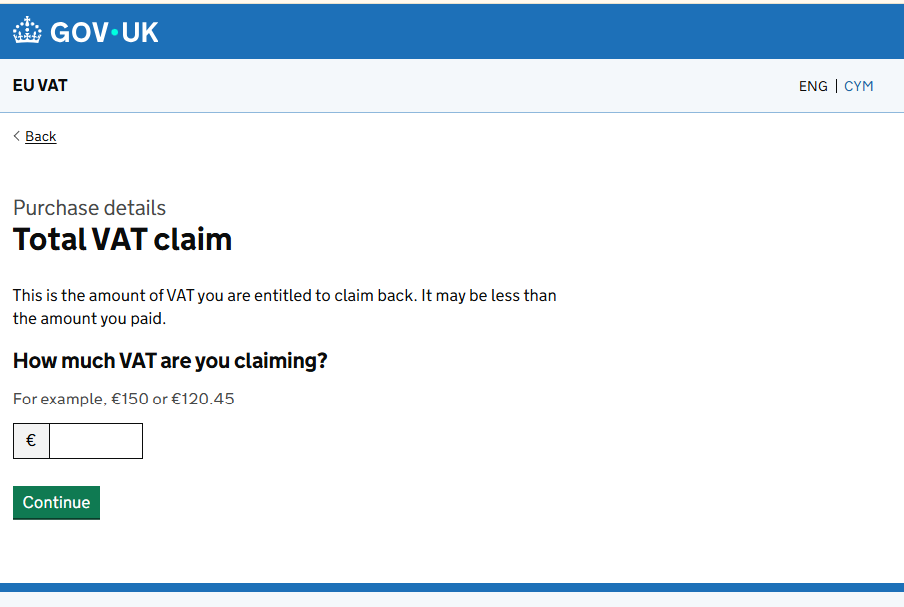 GOV·UK
EU VAT
ENG | CYM
< Back
Purchase details
Total VAT claim
This is the amount of VAT you are entitled to claim back. It may be less than
the amount you paid.
How much VAT are you claiming?
For example, €150 or €120.45
€
Continue